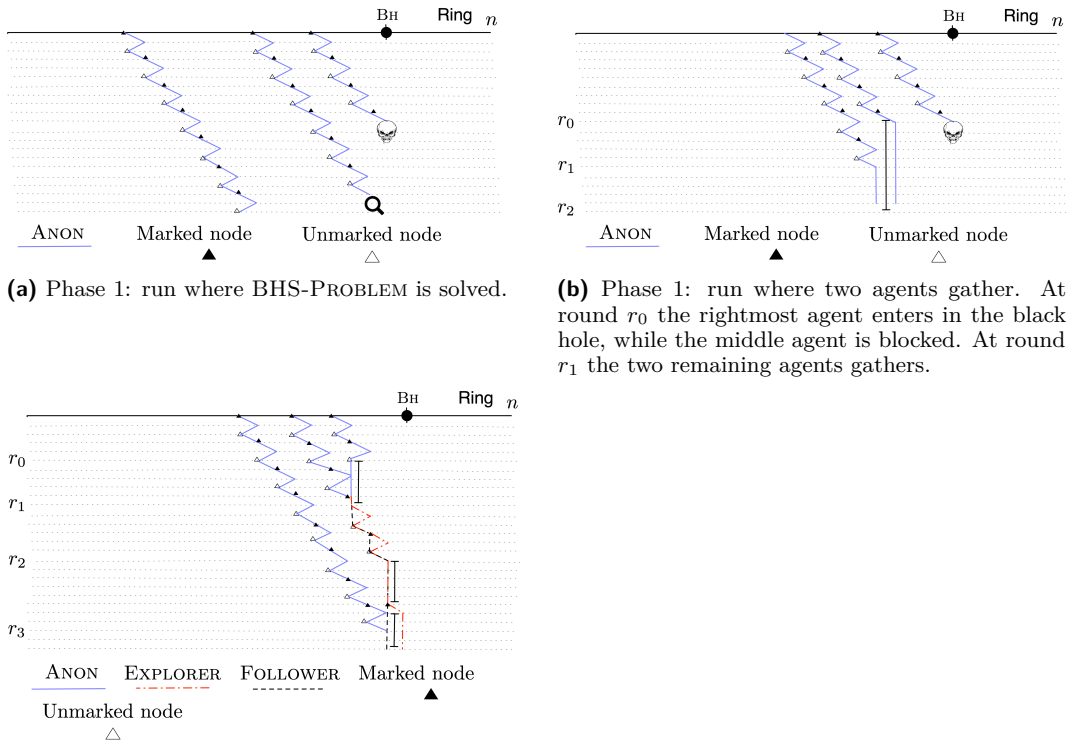 BH Ring n
ANON Marked node Unmarked node
(a) Phase 1: run where BHS-PROBLEM is solved.
BH Ring n
r0
r1
r2
ANON Marked node Unmarked node
(b) Phase 1: run where two agents gather. At
round r0 the rightmost agent enters in the black
hole, while the middle agent is blocked. At round
r1 the two remaining agents gathers.
BH Ring n
r0
r1
r2
r3
ANON EXPLORER FOLLOWER Marked node
Unmarked node